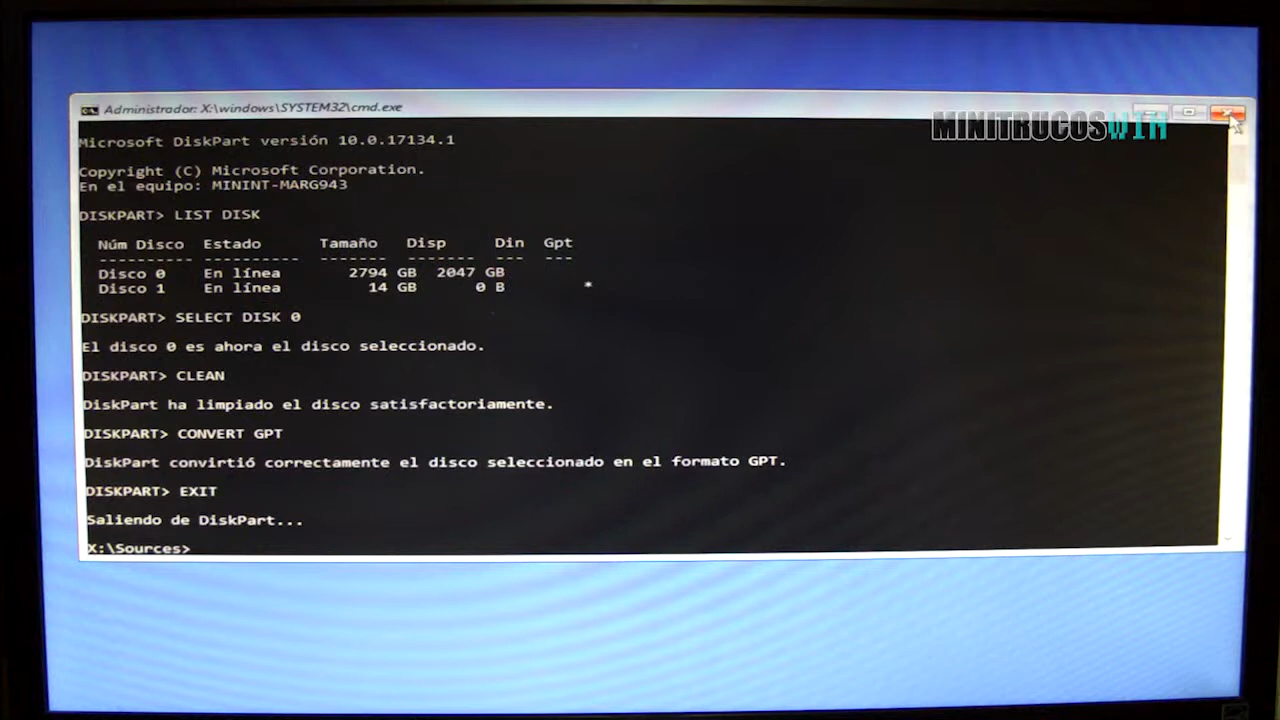 Administrador: X:\windows\SYSTEM32\cmd.exe
MINITRUCOSWIN
Microsoft DiskPart versión 10.0.17134.1
Copyright (C) Microsoft Corporation.
En el equipo: MININT-MARG943
DISKPART> LIST DISK
Núm Disco Estado Tamaño Disp Din Gpt
---------- ---------- ------- ------- --- ---
Disco 0 En línea 2794 GB 2047 GB
Disco 1 En línea 14 GB 0 B *
DISKPART> SELECT DISK 0
El disco 0 es ahora el disco seleccionado.
DISKPART> CLEAN
DiskPart ha limpiado el disco satisfactoriamente.
DISKPART> CONVERT GPT
DiskPart convirtió correctamente el disco seleccionado en el formato GPT.
DISKPART> EXIT
Saliendo de DiskPart...
X:\Sources>